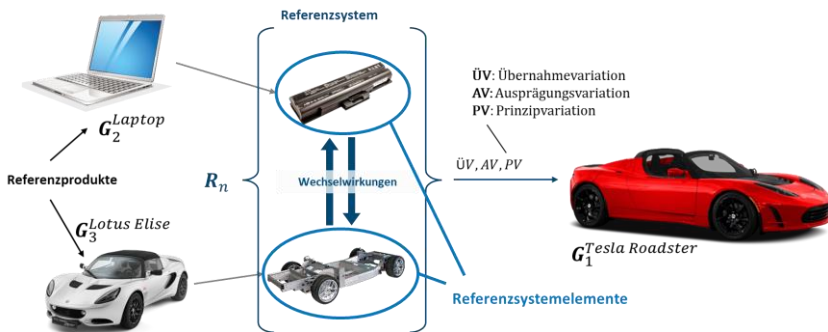 Referenzsystem
ÜV: Übernahmevariation
AV: Ausprägungsvariation
PV: Prinzipvariation
G_2^{Laptop}
Referenzprodukte
R_n
Wechselwirkungen
ÜV, AV, PV
G_3^{Lotus Elise}
G_1^{Tesla Roadster}
Referenzsystemelemente